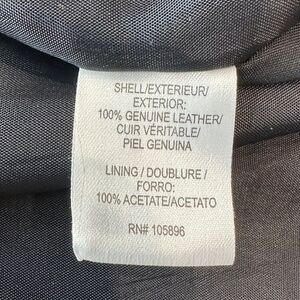 SHELL/EXTERIEUR/
EXTERIOR:
100% GENUINE LEATHER/
CUIR VÉRITABLE/
PIEL GENUINA
LINING / DOUBLURE /
FORRO:
100% ACETATE/ACETATO
RN# 105896